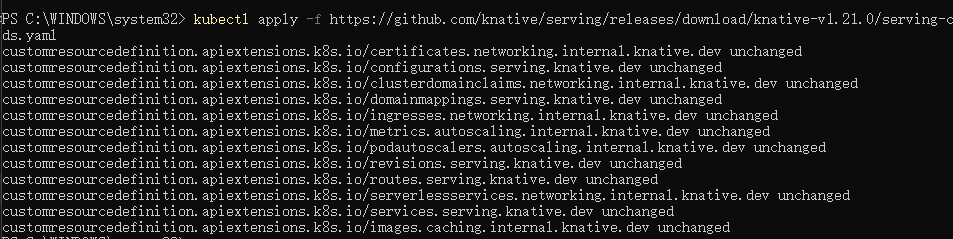 PS C:\WINDOWS\system32> kubectl apply -f https://github.com/knative/serving/releases/download/knative-v1.21.0/serving-c
ds.yaml
customresourcedefinition.apiextensions.k8s.io/certificates.networking.internal.knative.dev unchanged
customresourcedefinition.apiextensions.k8s.io/configurations.serving.knative.dev unchanged
customresourcedefinition.apiextensions.k8s.io/clusterdomainclaims.networking.internal.knative.dev unchanged
customresourcedefinition.apiextensions.k8s.io/domainmappings.serving.knative.dev unchanged
customresourcedefinition.apiextensions.k8s.io/ingresses.networking.internal.knative.dev unchanged
customresourcedefinition.apiextensions.k8s.io/metrics.autoscaling.internal.knative.dev unchanged
customresourcedefinition.apiextensions.k8s.io/podautoscalers.autoscaling.internal.knative.dev unchanged
customresourcedefinition.apiextensions.k8s.io/revisions.serving.knative.dev unchanged
customresourcedefinition.apiextensions.k8s.io/routes.serving.knative.dev unchanged
customresourcedefinition.apiextensions.k8s.io/serverlessservices.networking.internal.knative.dev unchanged
customresourcedefinition.apiextensions.k8s.io/services.serving.knative.dev unchanged
customresourcedefinition.apiextensions.k8s.io/images.caching.internal.knative.dev unchanged
PS C:\WINDOWS\system32>